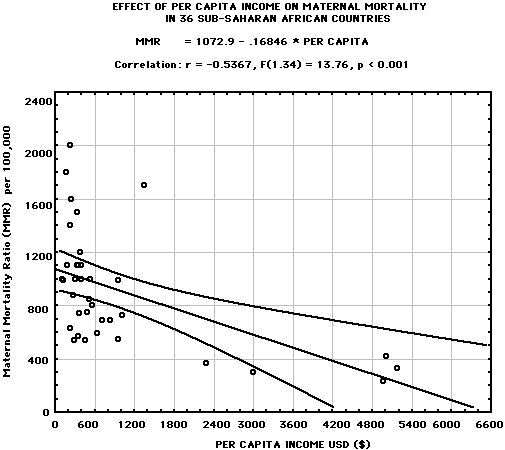 EFFECT OF PER CAPITA INCOME ON MATERNAL MORTALITY
IN 36 SUB-SAHARAN AFRICAN COUNTRIES
MMR = 1072.9 - .16846 * PER CAPITA
Correlation: r = -0.5367, F(1.34) = 13.76, p < 0.001
Maternal Mortality Ratio (MMR) per 100,000
2400
2000
1600
1200
800
400
0
0 600 1200 1800 2400 3000 3600 4200 4800 5400 6000 6600
PER CAPITA INCOME USD ($)